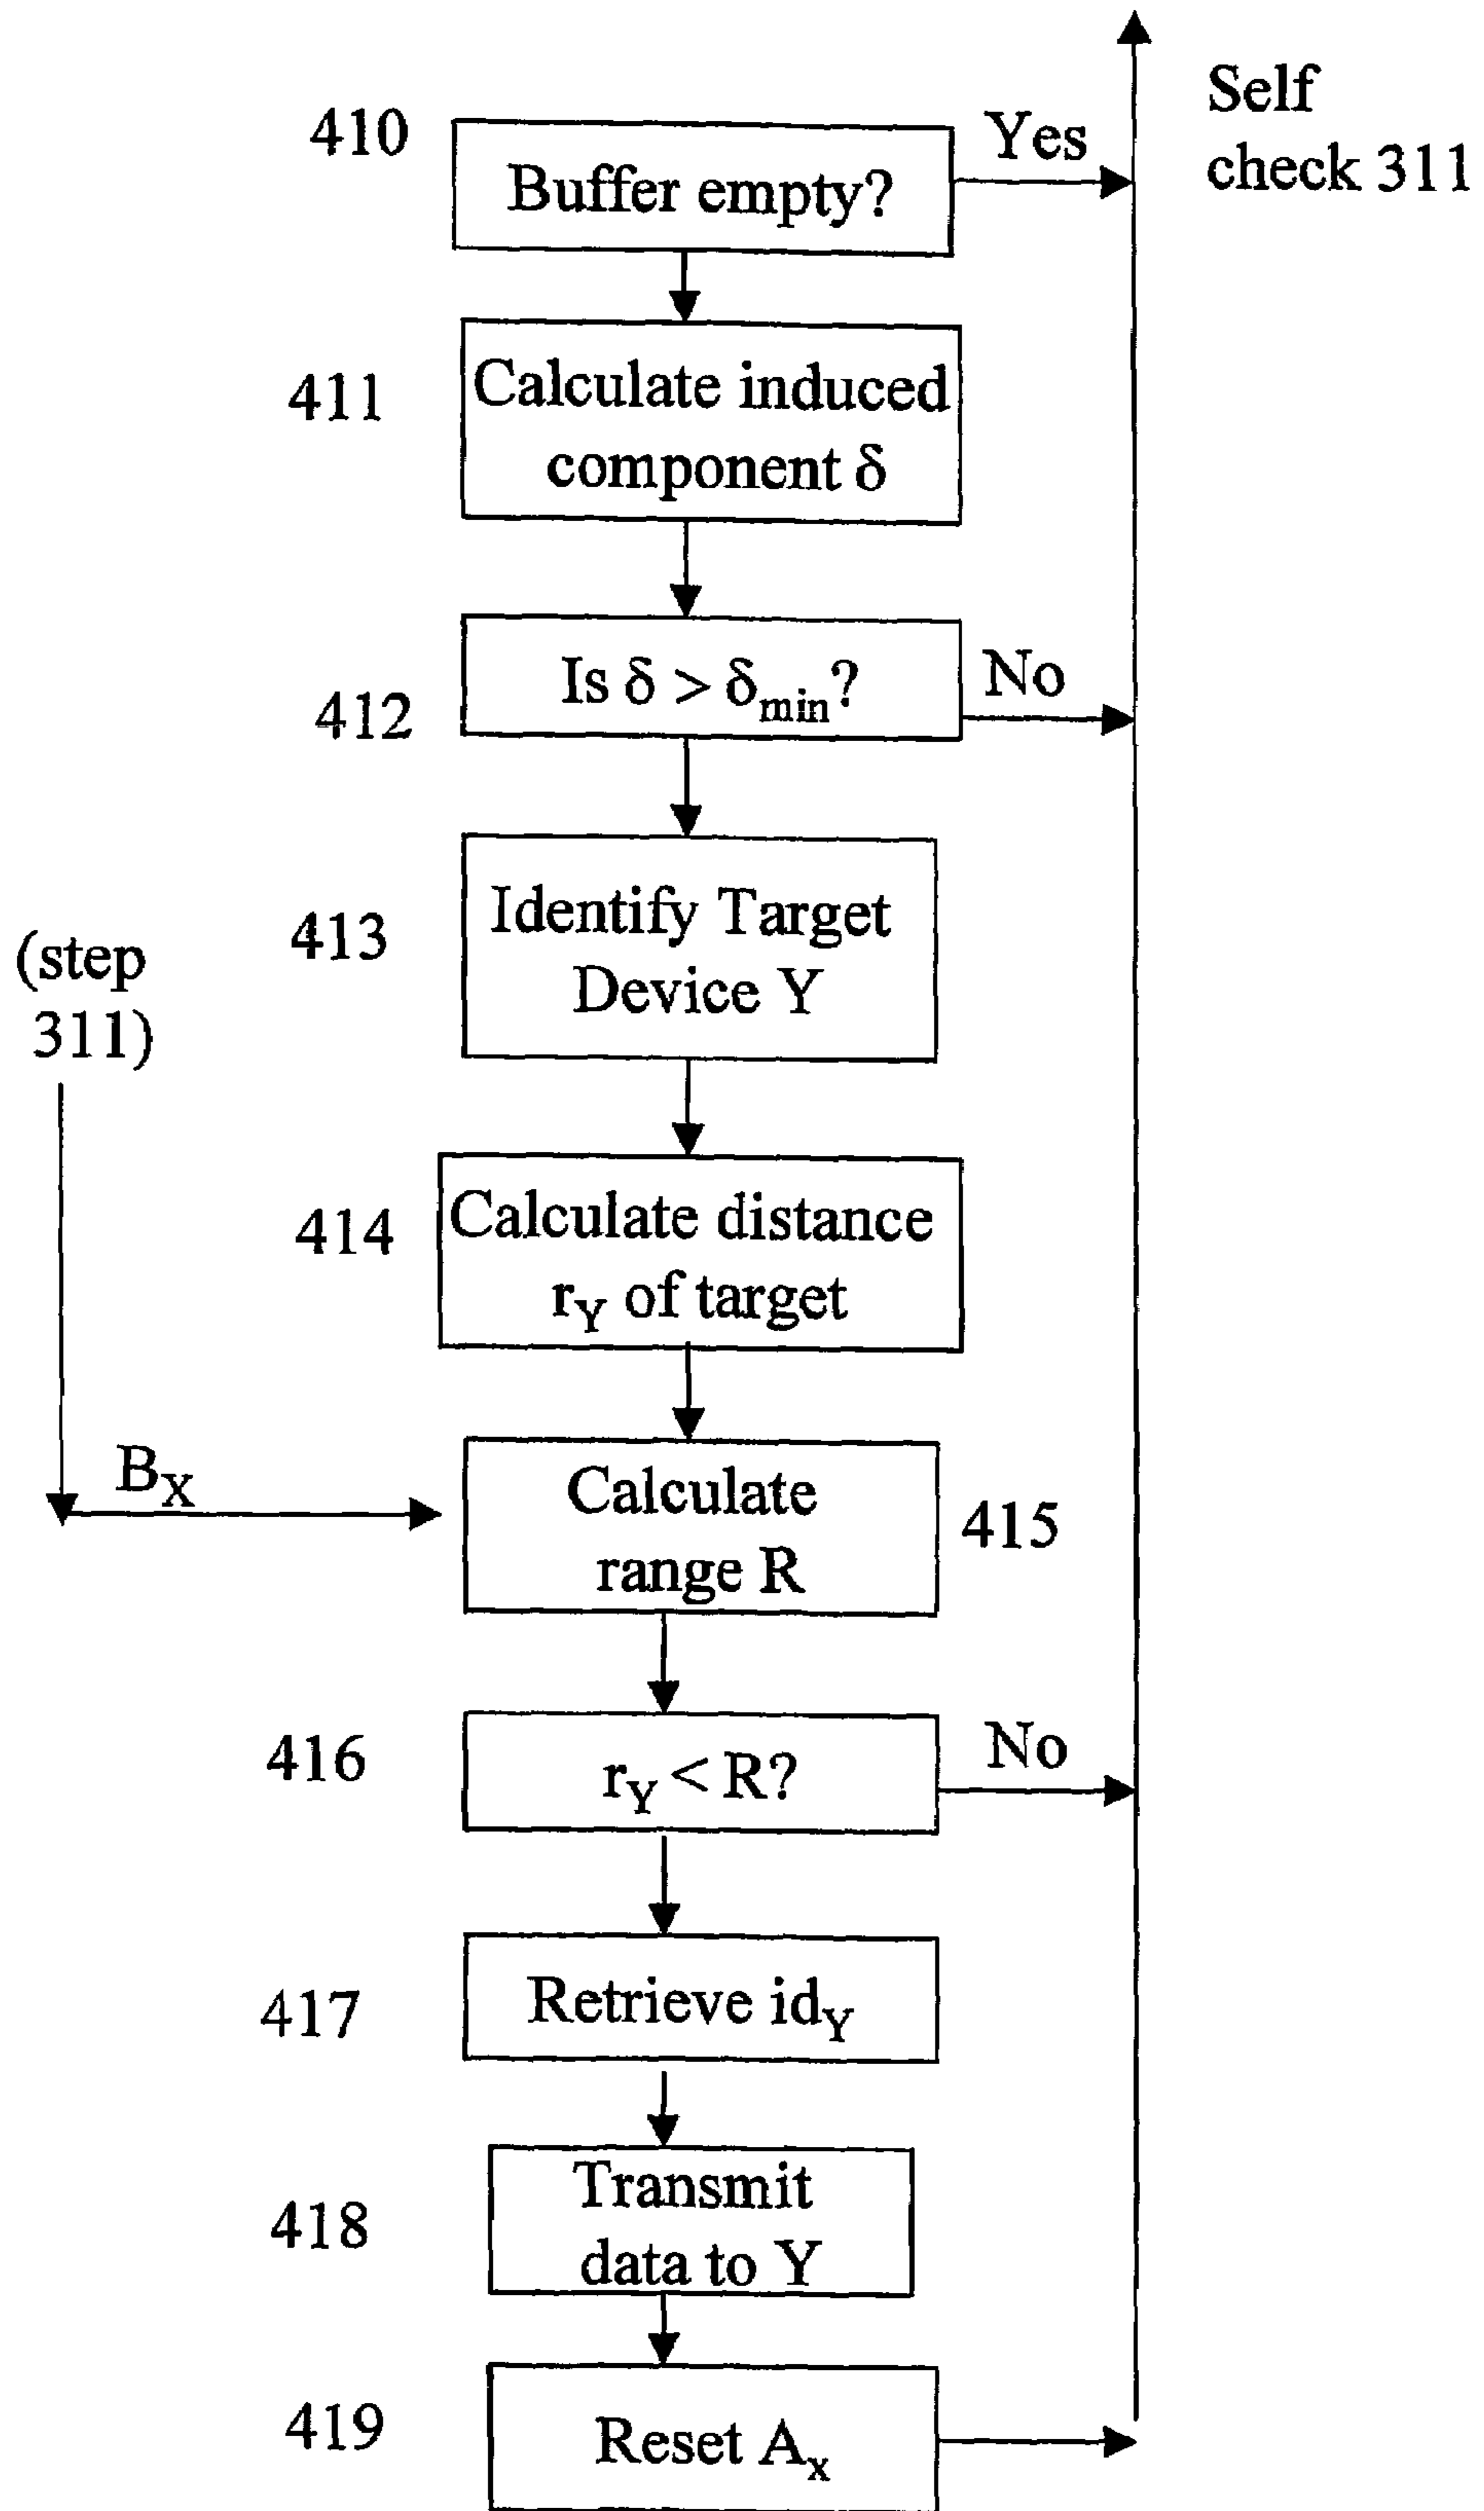 Self
check 311
410
Buffer empty?
Yes
411
Calculate induced
component δ
412
Is δ > δmin?
No
413
Identify Target
Device Y
(step
311)
414
Calculate distance
rY of target
BX
Calculate
range R
415
416
rY < R?
No
417
Retrieve idY
418
Transmit
data to Y
419
Reset Ax